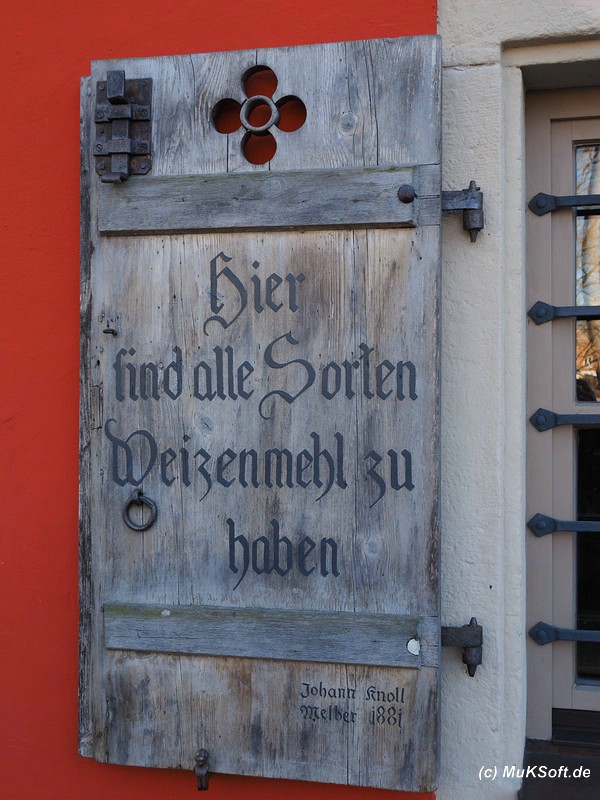 Hier
sind alle Sorten
Weizenmehl zu
haben
Johann Knoll
Melber 1881
(c) MuKSoft.de